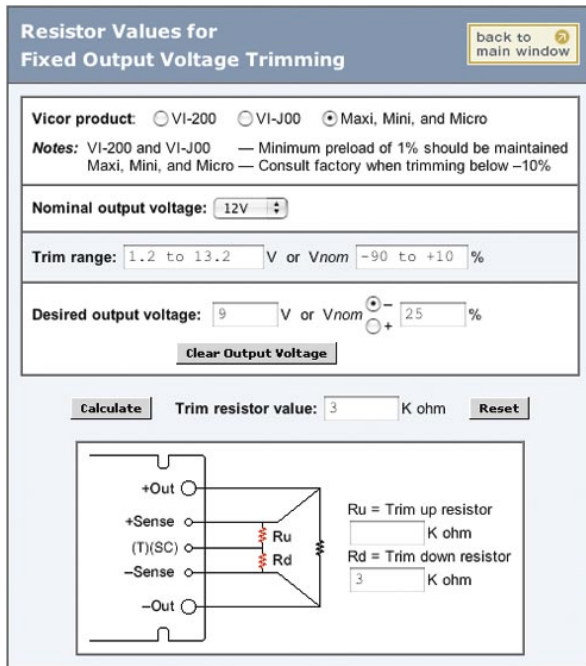 Resistor Values for
Fixed Output Voltage Trimming
back to
main window
Vicor product: VI-200 VI-J00 Maxi, Mini, and Micro
Notes: VI-200 and VI-J00 — Minimum preload of 1% should be maintained
Maxi, Mini, and Micro — Consult factory when trimming below –10%
Nominal output voltage: 12V
Trim range: 1.2 to 13.2 V or Vnom -90 to +10 %
Desired output voltage: 9 V or Vnom – + 25 %
Clear Output Voltage
Calculate Trim resistor value: 3 K ohm Reset
+Out
+Sense
(T)(SC)
–Sense
–Out
Ru
Rd
Ru = Trim up resistor
K ohm
Rd = Trim down resistor
3 K ohm